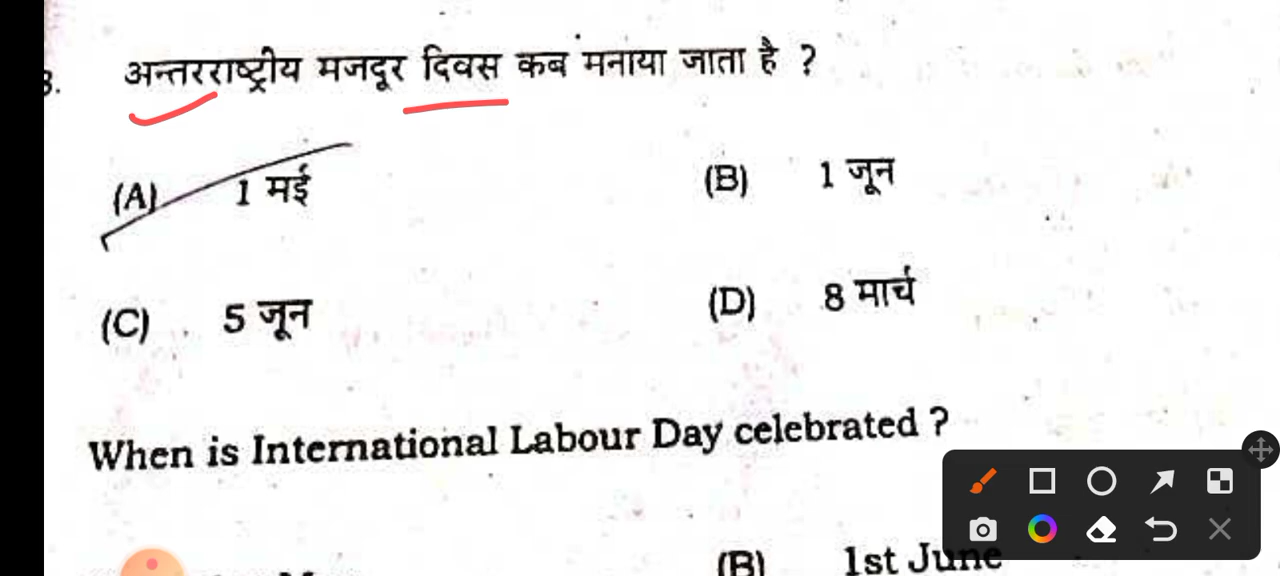 3. अन्तरराष्ट्रीय मजदूर दिवस कब मनाया जाता है ?
(A) 1 मई (B) 1 जून
(C) 5 जून (D) 8 मार्च
When is International Labour Day celebrated ?
(B) 1st June